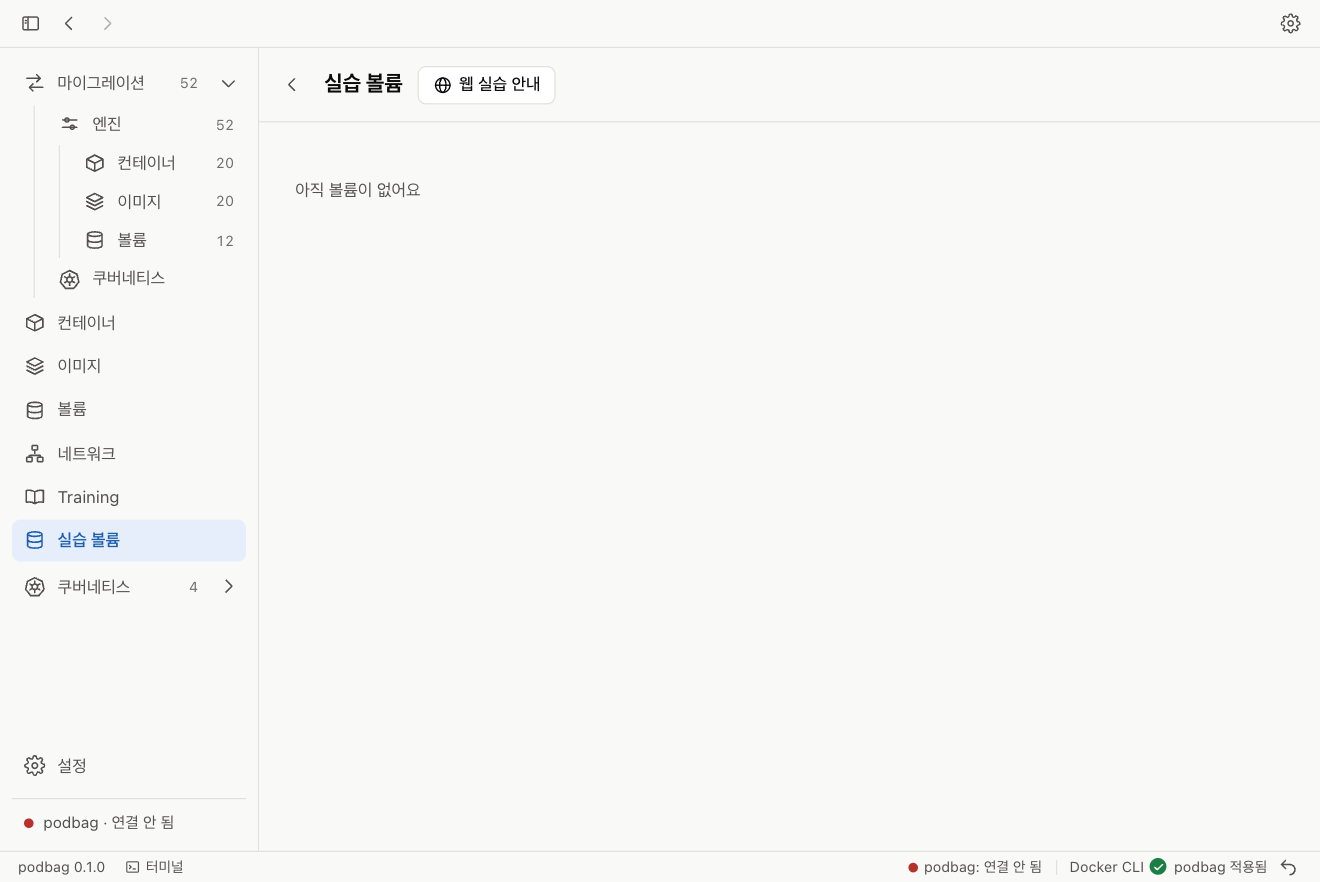 마이그레이션 52
엔진 52
컨테이너 20
이미지 20
볼륨 12
쿠버네티스
컨테이너
이미지
볼륨
네트워크
Training
실습 볼륨
쿠버네티스 4
설정
podbag · 연결 안 됨
실습 볼륨 웹 실습 안내
아직 볼륨이 없어요
podbag 0.1.0 터미널 podbag: 연결 안 됨 Docker CLI podbag 적용됨